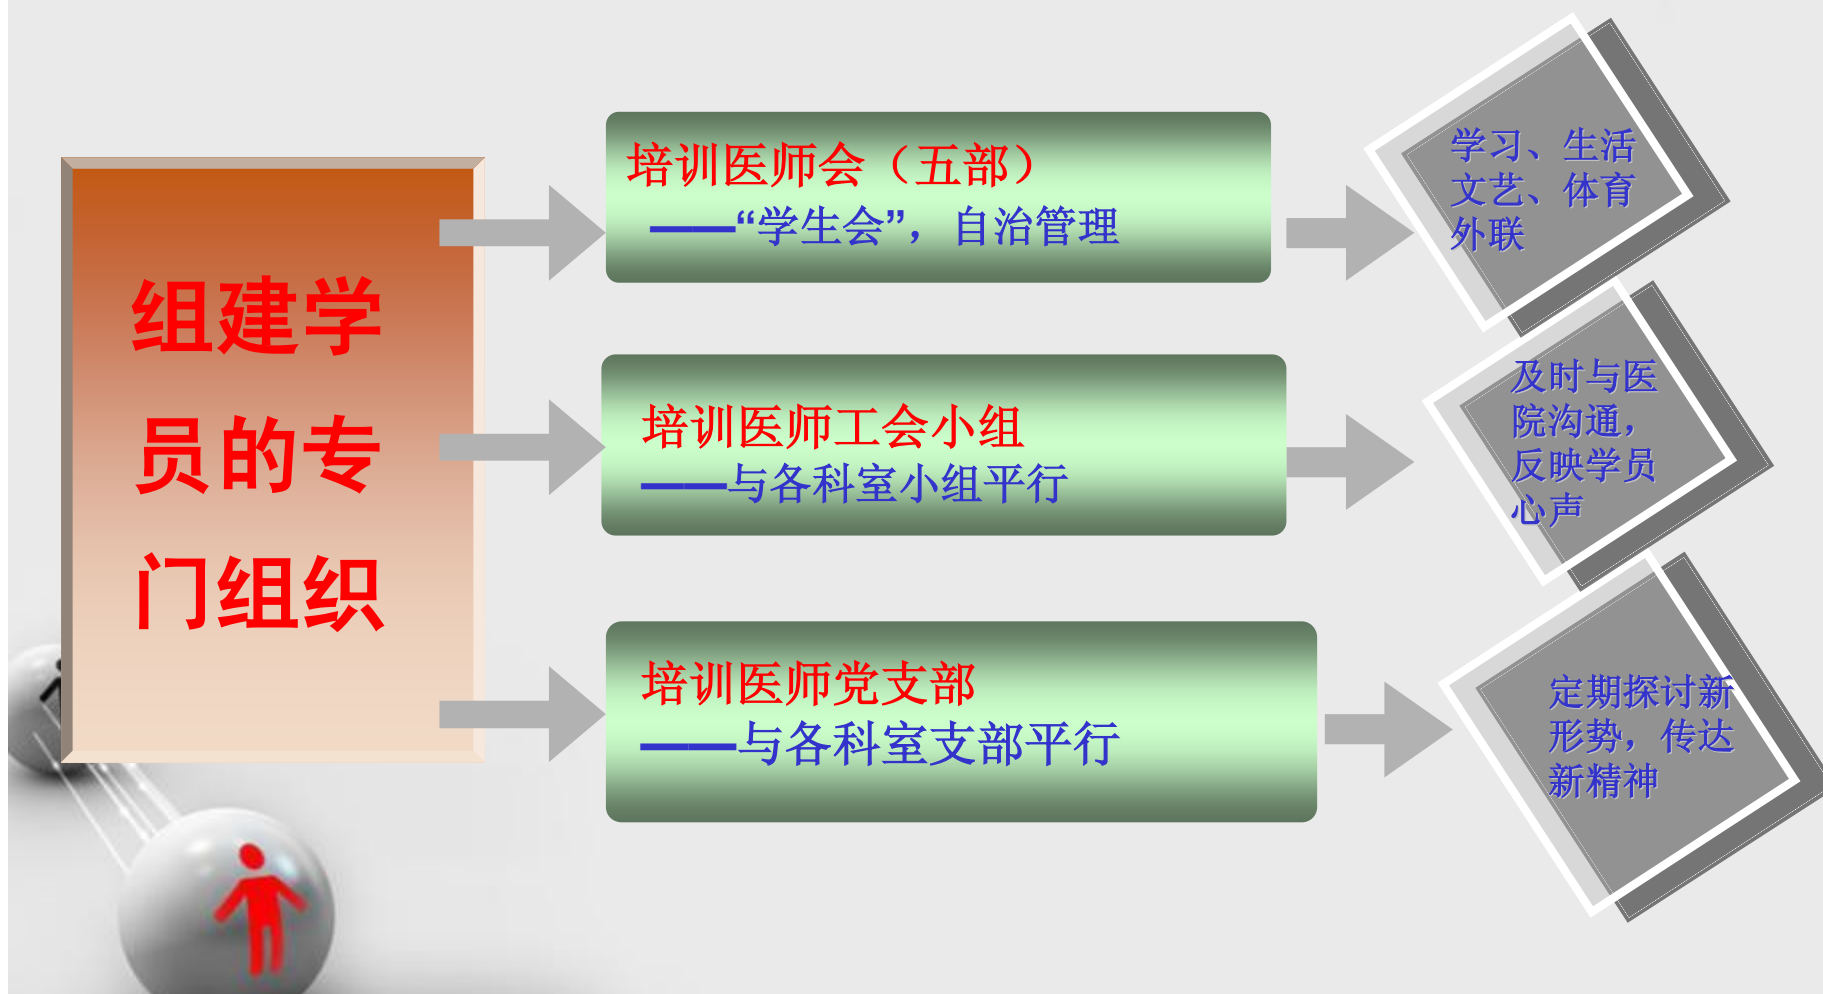 组建学
员的专
门组织
培训医师会（五部）
——“学生会”，自治管理
学习、生活
文艺、体育
外联
培训医师工会小组
——与各科室小组平行
及时与医
院沟通，
反映学员
心声
培训医师党支部
——与各科室支部平行
定期探讨新
形势，传达
新精神